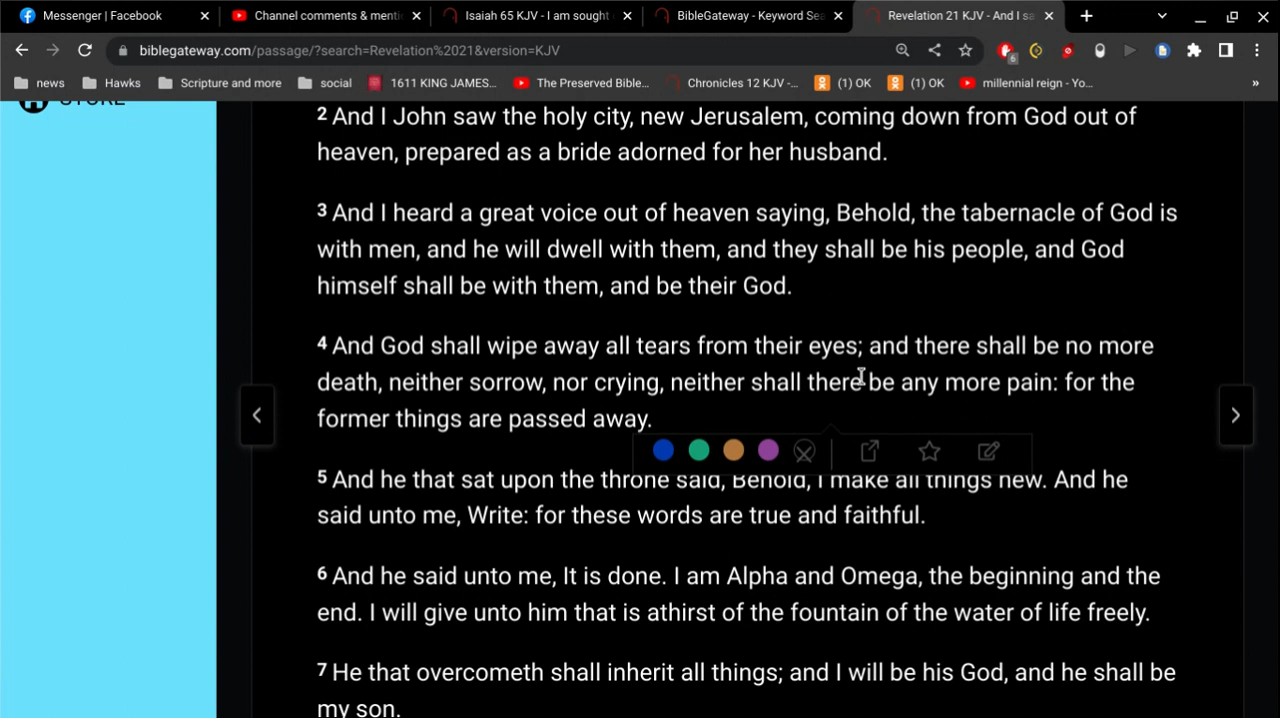 Messenger | Facebook
Channel comments & menti
Isaiah 65 KJV - I am sought
BibleGateway - Keyword Sea
Revelation 21 KJV - And I sa
biblegateway.com/passage/?search=Revelation%2021&version=KJV
6
news
Hawks
Scripture and more
social
1611 KING JAMES...
The Preserved Bible...
Chronicles 12 KJV -...
(1) OK
(1) OK
millennial reign - Yo...
»
STORE
2 And I John saw the holy city, new Jerusalem, coming down from God out of
heaven, prepared as a bride adorned for her husband.
3 And I heard a great voice out of heaven saying, Behold, the tabernacle of God is
with men, and he will dwell with them, and they shall be his people, and God
himself shall be with them, and be their God.
4 And God shall wipe away all tears from their eyes; and there shall be no more
death, neither sorrow, nor crying, neither shall there be any more pain: for the
former things are passed away.
5 And he that sat upon the throne said, Behold, I make all things new. And he
said unto me, Write: for these words are true and faithful.
6 And he said unto me, It is done. I am Alpha and Omega, the beginning and the
end. I will give unto him that is athirst of the fountain of the water of life freely.
7 He that overcometh shall inherit all things; and I will be his God, and he shall be
my son.